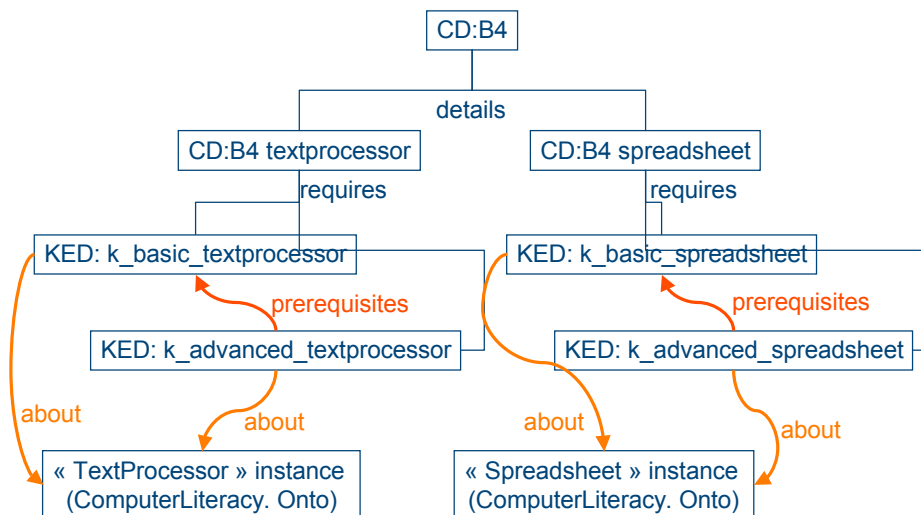 CD:B4
details
CD:B4 textprocessor
CD:B4 spreadsheet
requires
requires
KED: k_basic_textprocessor
KED: k_basic_spreadsheet
prerequisites
prerequisites
KED: k_advanced_textprocessor
KED: k_advanced_spreadsheet
about
about
about
about
« TextProcessor » instance
(ComputerLiteracy. Onto)
« Spreadsheet » instance
(ComputerLiteracy. Onto)